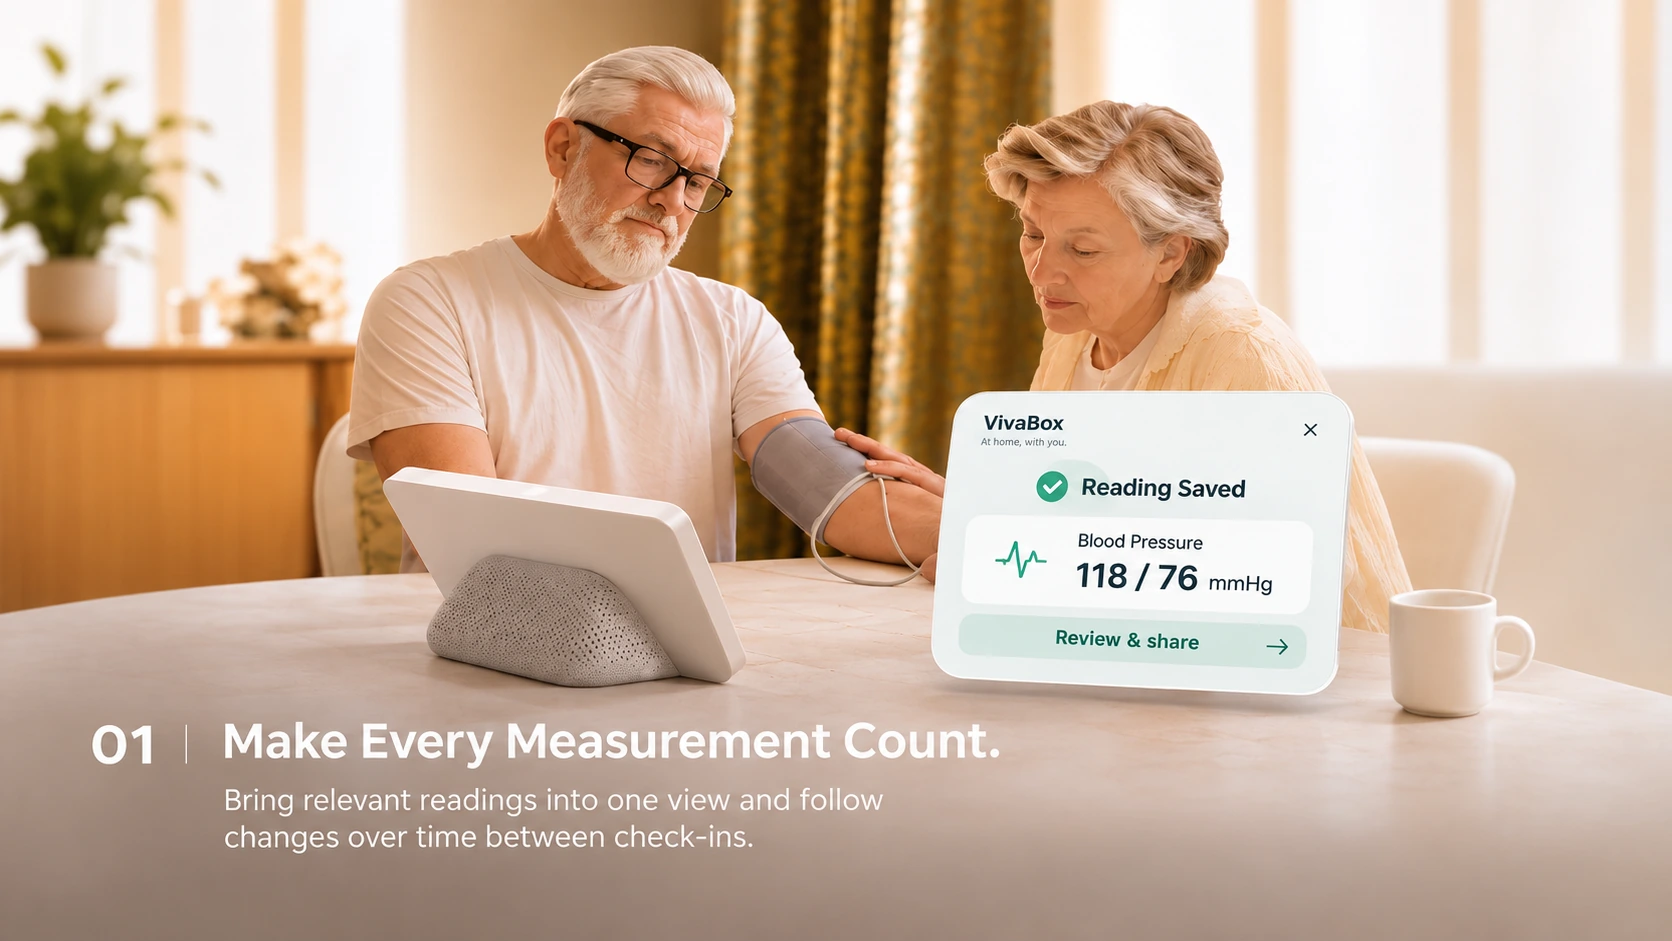 VivaBox
At home, with you.
Reading Saved
Blood Pressure
118 / 76 mmHg
Review & share
01
Make Every Measurement Count.
Bring relevant readings into one view and follow
changes over time between check-ins.